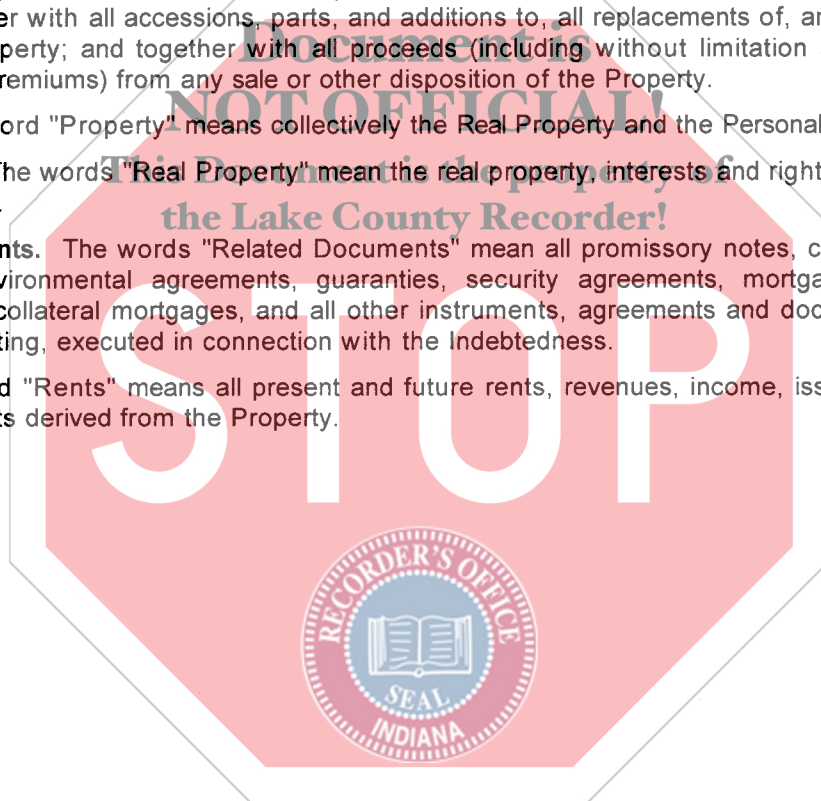 er with all accessions, parts, and additions to, all replacements of, an
Document is
perty; and together with all proceeds (including without limitation
remiums) from any sale or other disposition of the Property.
NOT OFFICIAL!
ord "Property" means collectively the Real Property and the Personal
This Document is the property of
he words "Real Property" mean the real property, interests and right
the Lake County Recorder!
nts. The words "Related Documents" mean all promissory notes, c
vironmental agreements, guaranties, security agreements, mortga
collateral mortgages, and all other instruments, agreements and doc
ting, executed in connection with the Indebtedness.
d "Rents" means all present and future rents, revenues, income, iss
ts derived from the Property.
STOP
RECORDER'S OFFICE
SEAL
INDIANA